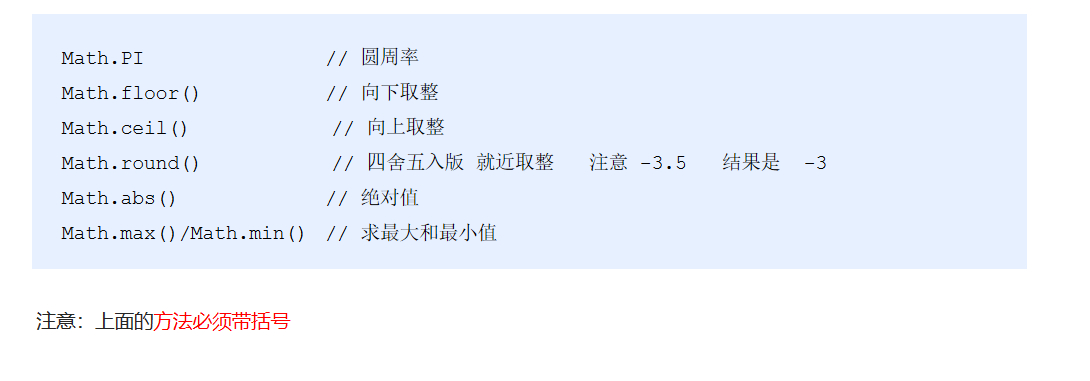 Math.PI // 圆周率
Math.floor() // 向下取整
Math.ceil() // 向上取整
Math.round() // 四舍五入版 就近取整 注意 -3.5 结果是 -3
Math.abs() // 绝对值
Math.max()/Math.min() // 求最大和最小值
注意：上面的方法必须带括号